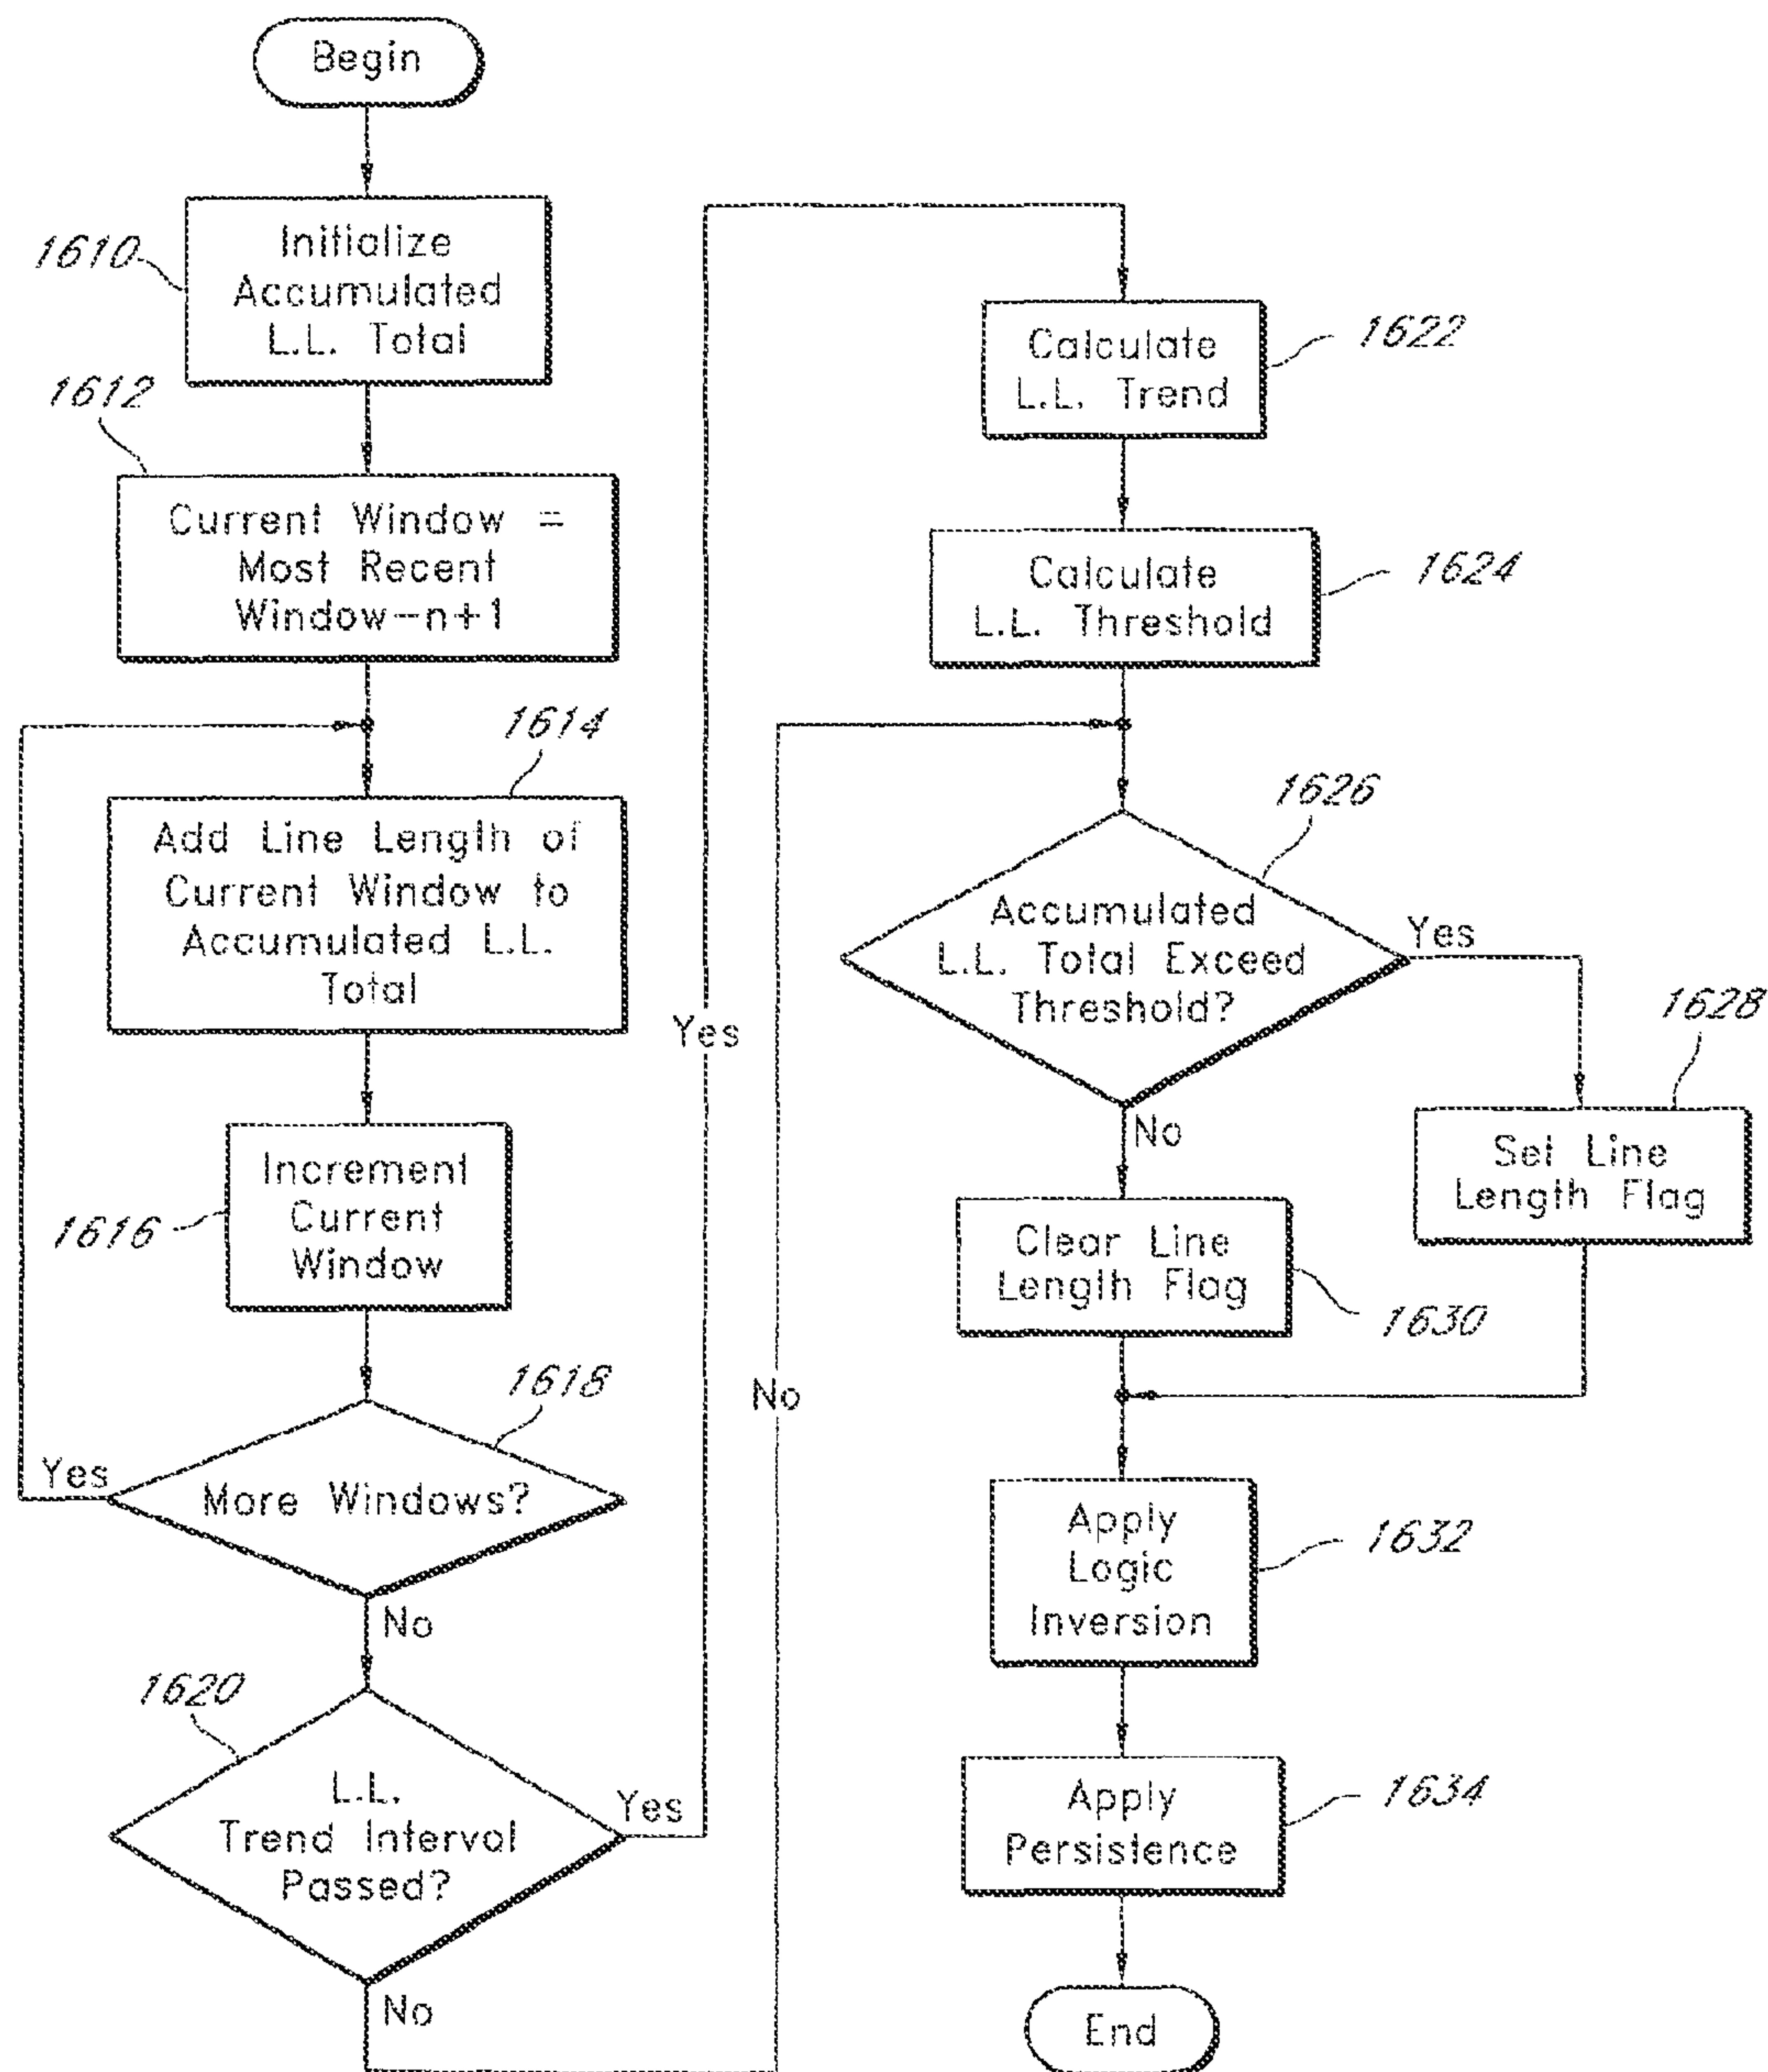 Begin
1610
Initialize
Accumulated
L.L. Total
1612
Current Window =
Most Recent
Window-n+1
1614
Add Line Length of
Current Window to
Accumulated L.L.
Total
1616
Increment
Current
Window
1618
More Windows?
Yes
No
1620
L.L.
Trend Interval
Passed?
Yes
Yes
No
No
1622
Calculate
L.L. Trend
1624
Calculate
L.L. Threshold
1626
Accumulated
L.L. Total Exceed
Threshold?
Yes
No
1628
Set Line
Length Flag
1630
Clear Line
Length Flag
1632
Apply
Logic
Inversion
1634
Apply
Persistence
End